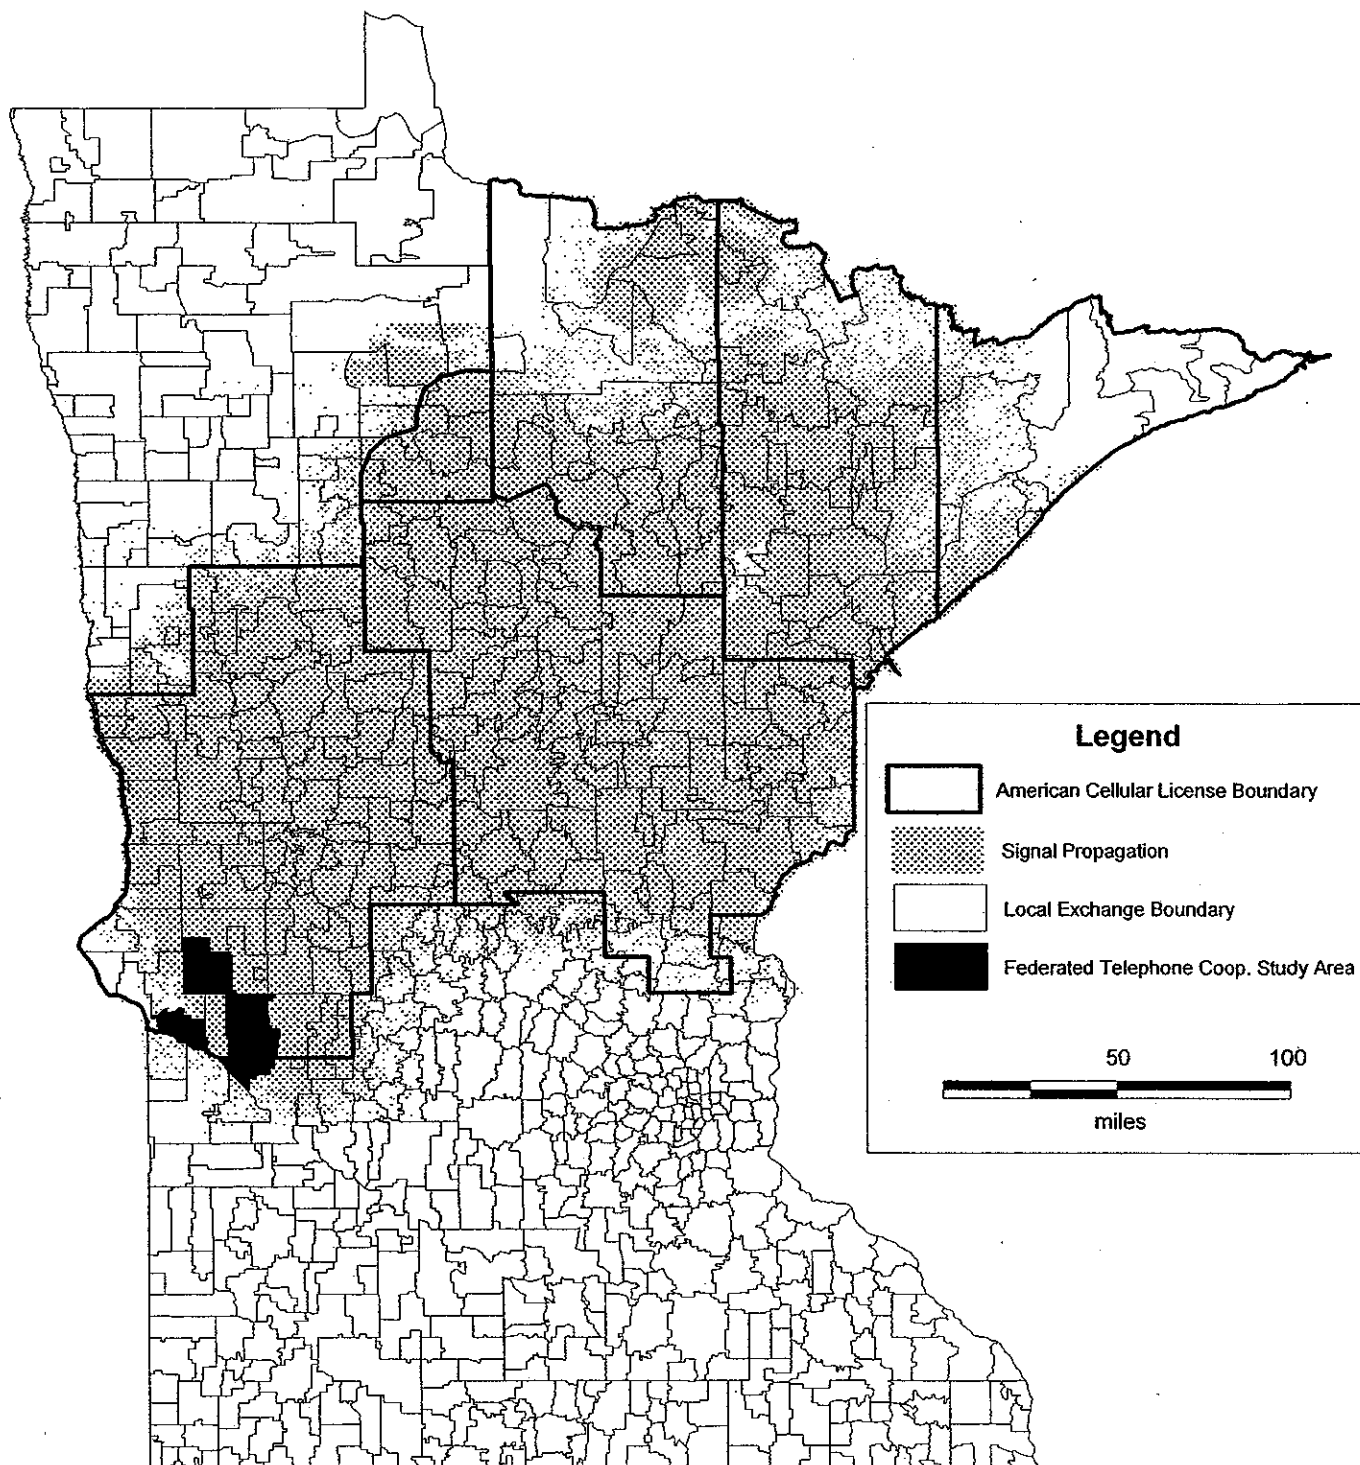 Legend
American Cellular License Boundary
Signal Propagation
Local Exchange Boundary
Federated Telephone Coop. Study Area
50 100
miles